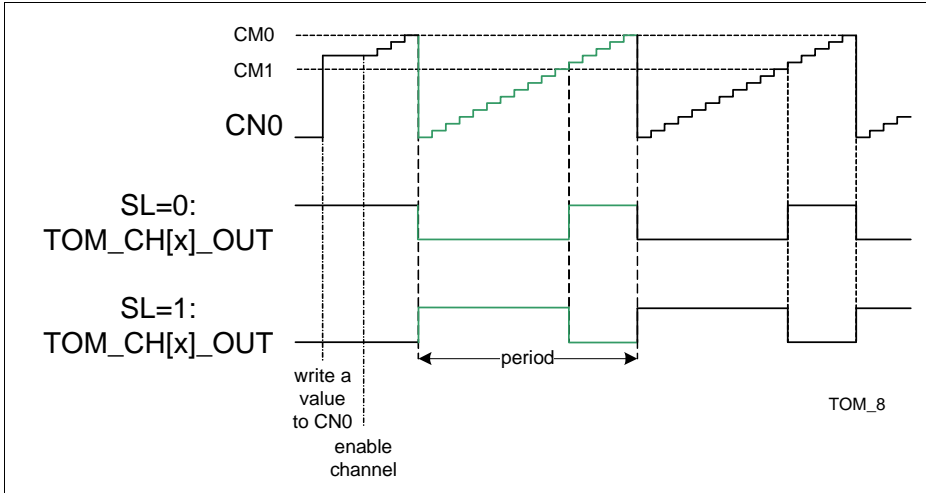 CM0
CM1
CN0
SL=0:
TOM_CH[x]_OUT
SL=1:
TOM_CH[x]_OUT
period
write a
value
to CN0
TOM_8
enable
channel